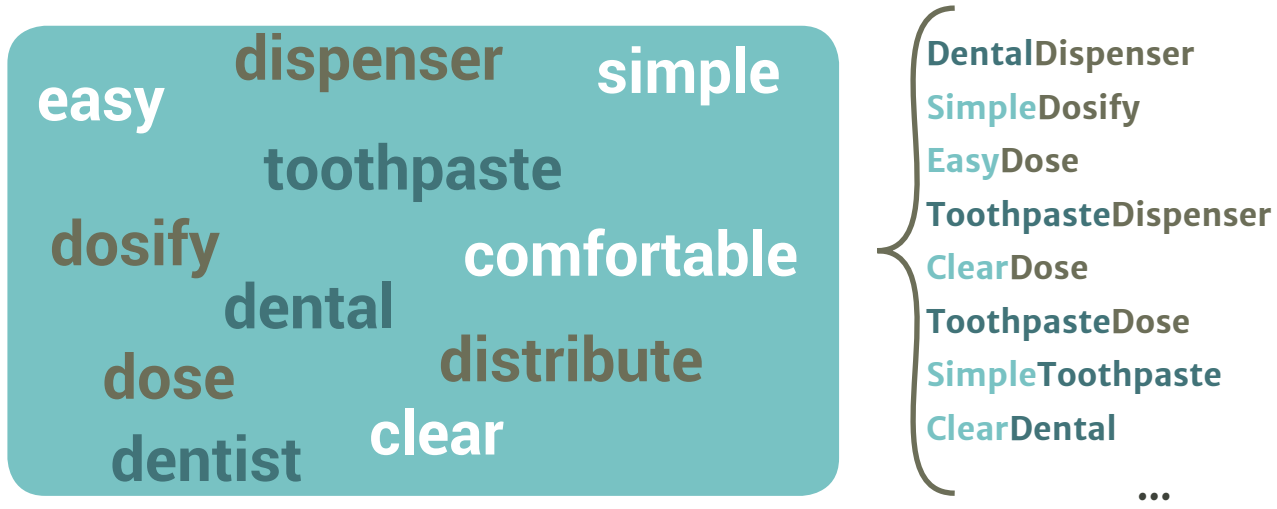 dispenser
simple
easy
toothpaste
dosify
comfortable
dental
distribute
dose
clear
dentist
DentalDispenser
SimpleDosify
EasyDose
ToothpasteDispenser
ClearDose
ToothpasteDose
SimpleToothpaste
ClearDental
...